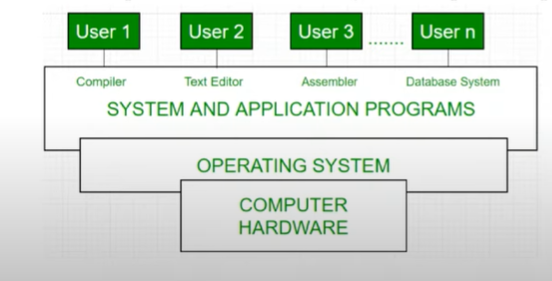 User 1 User 2 User 3 ........ User n
Compiler Text Editor Assembler Database System
SYSTEM AND APPLICATION PROGRAMS
OPERATING SYSTEM
COMPUTER
HARDWARE